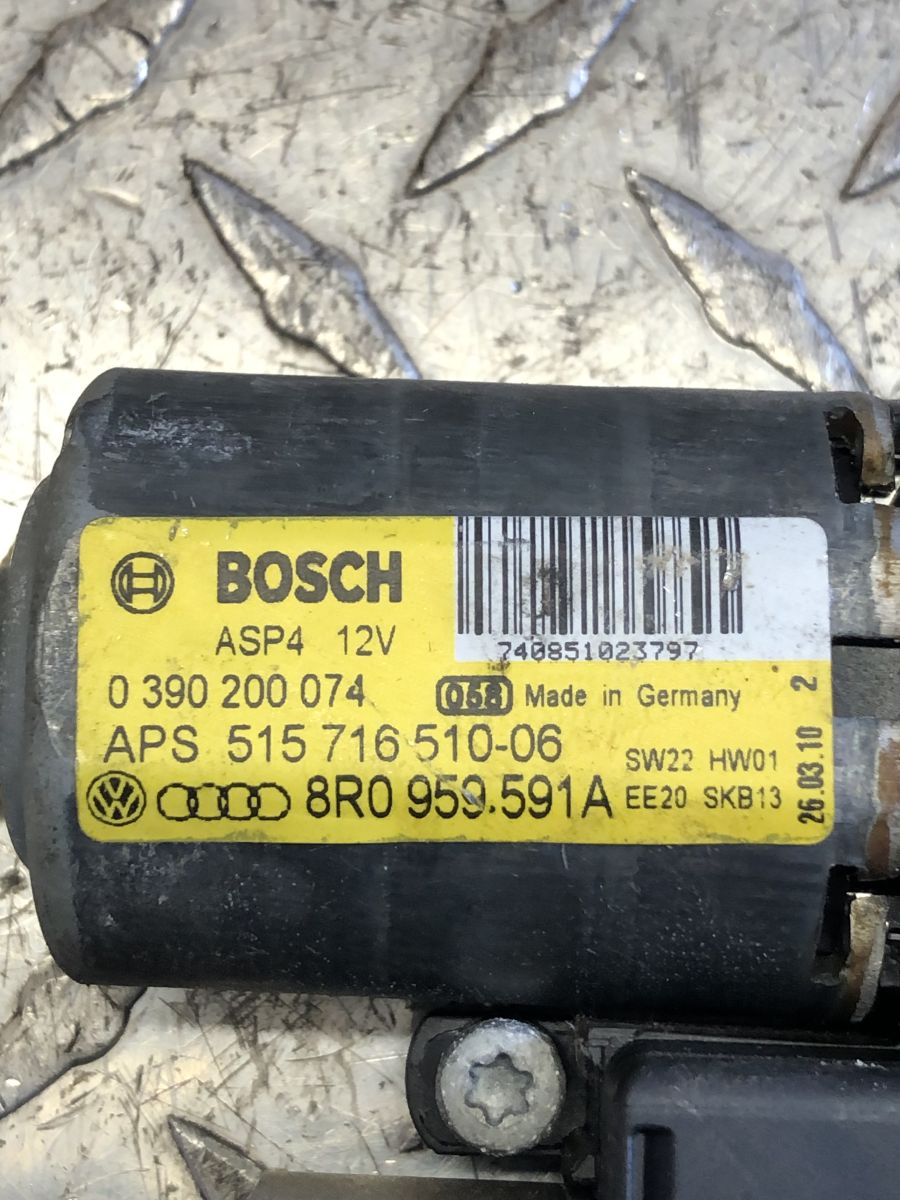 BOSCH
ASP4 12V
740851023797
0 390 200 074
058 Made in Germany
APS 515 716 510-06
SW22 HW01
8R0 959.591A
EE20 SKB13
26.03.10 2